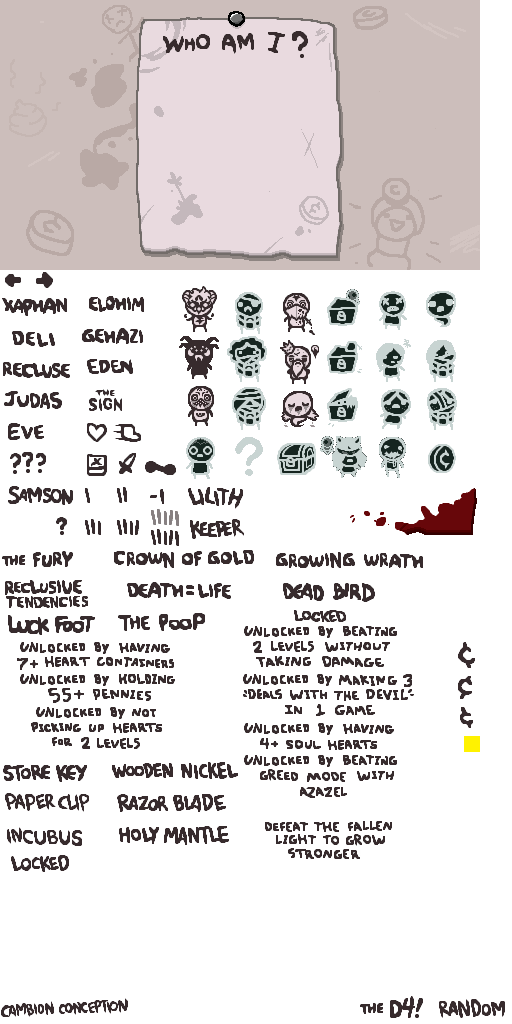 WHO AM I?
XAPHAN ELOHIM
DELI GEHAZI
RECLUSE EDEN
JUDAS THE SIGN
EVE
???
?
¢
SAMSON I II -I LILITH
? III IIII KEEPER
THE FURY CROWN OF GOLD GROWING WRATH
RECLUSIVE TENDENCIES DEATH=LIFE DEAD BIRD
LUCK FOOT THE POOP
UNLOCKED BY HAVING
7+ HEART CONTAINERS
UNLOCKED BY HOLDING
55+ PENNIES
UNLOCKED BY NOT
PICKING UP HEARTS
FOR 2 LEVELS
LOCKED
UNLOCKED BY BEATING
2 LEVELS WITHOUT
TAKING DAMAGE
UNLOCKED BY MAKING 3
"DEALS WITH THE DEVIL"
IN 1 GAME
UNLOCKED BY HAVING
4+ SOUL HEARTS
UNLOCKED BY BEATING
GREED MODE WITH
AZAZEL
¢
¢
¢
STORE KEY WOODEN NICKEL
PAPER CLIP RAZOR BLADE
INCUBUS HOLY MANTLE
LOCKED
DEFEAT THE FALLEN
LIGHT TO GROW
STRONGER
CAMBION CONCEPTION THE D4! RANDOM